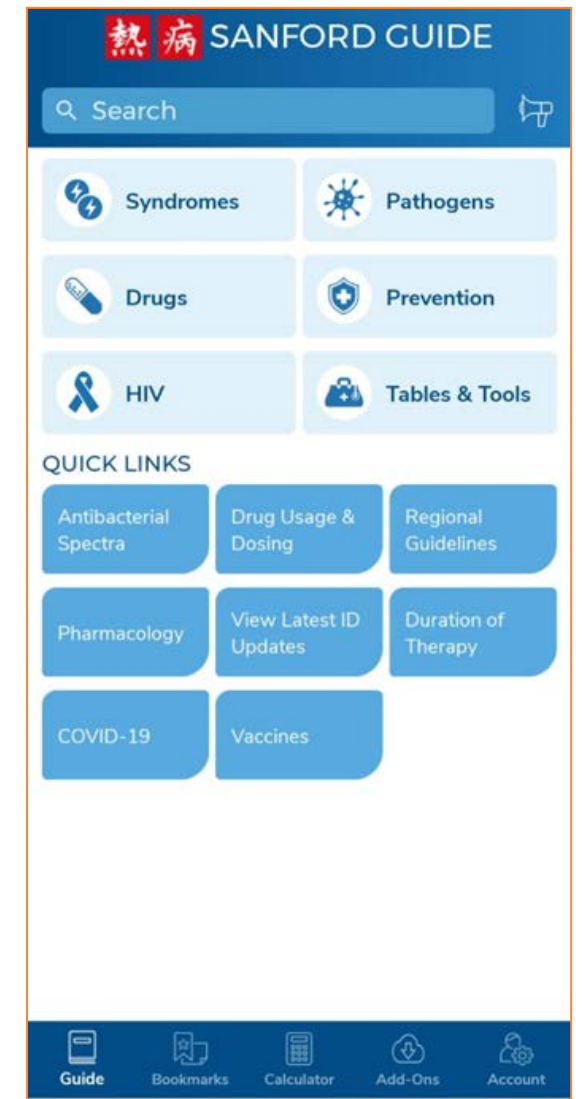 熱病 SANFORD GUIDE
Search
Syndromes
Pathogens
Drugs
Prevention
HIV
Tables & Tools
QUICK LINKS
Antibacterial
Spectra
Drug Usage &
Dosing
Regional
Guidelines
Pharmacology
View Latest ID
Updates
Duration of
Therapy
COVID-19
Vaccines
Guide
Bookmarks
Calculator
Add-Ons
Account